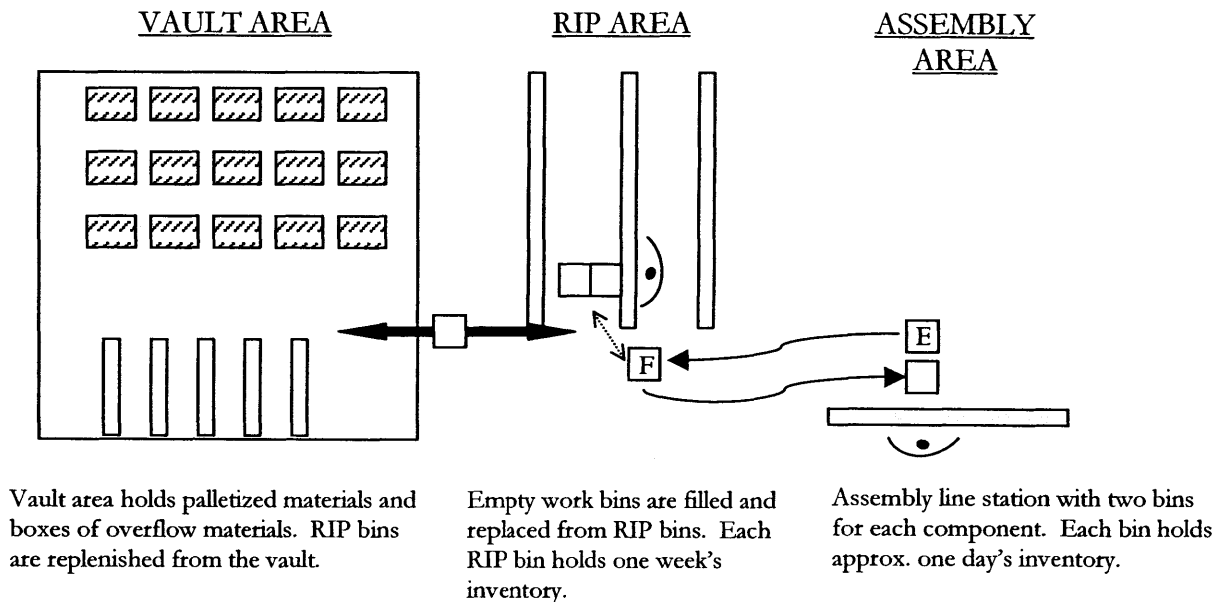 VAULT AREA
RIP AREA
ASSEMBLY
AREA
E
F
Vault area holds palletized materials and
boxes of overflow materials. RIP bins
are replenished from the vault.
Empty work bins are filled and
replaced from RIP bins. Each
RIP bin holds one week's
inventory.
Assembly line station with two bins
for each component. Each bin holds
approx. one day's inventory.